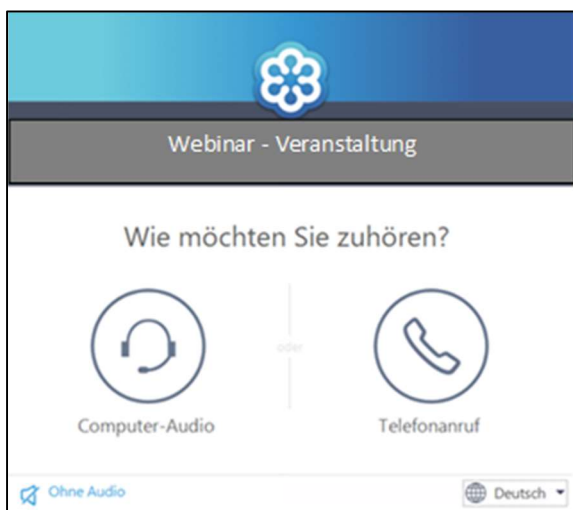 Webinar - Veranstaltung
Wie möchten Sie zuhören?
oder
Computer-Audio
Telefonanruf
Ohne Audio
Deutsch